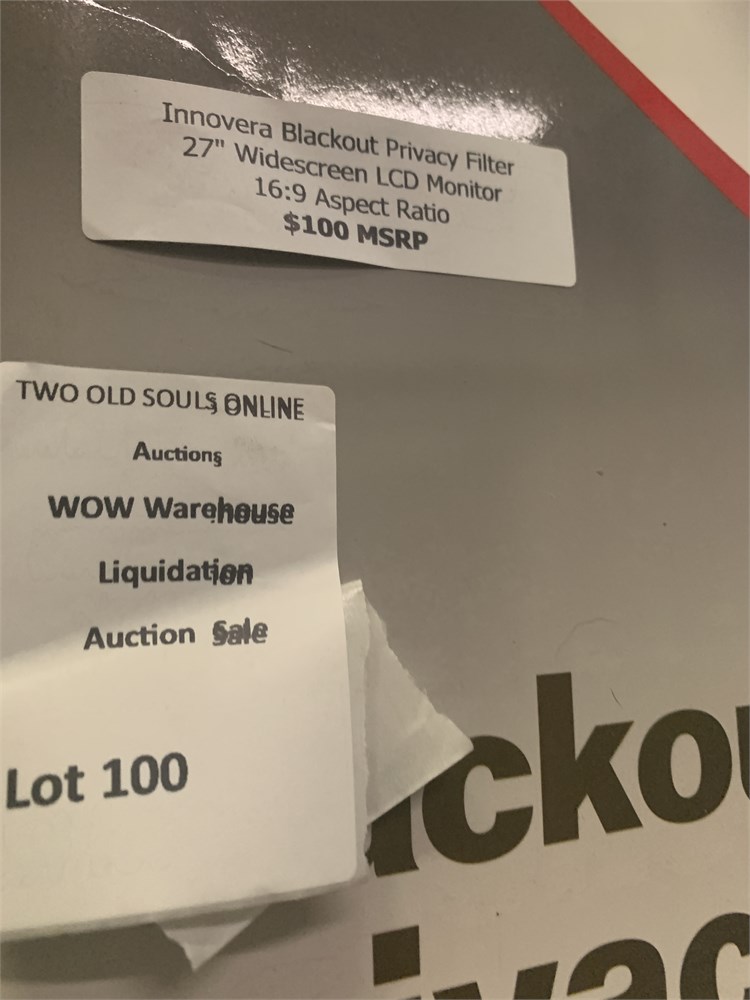 Innovera Blackout Privacy Filter
27" Widescreen LCD Monitor
16:9 Aspect Ratio
$100 MSRP
TWO OLD SOULS ONLINE
Auctions
WOW Warehouse
Liquidation
Auction Sale
Lot 100
ckou
ivac